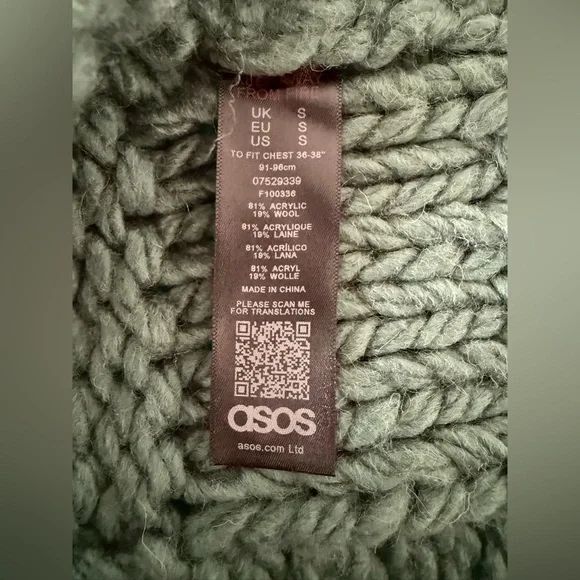 AWAY
FROM FIRE
UK S
EU S
US S
TO FIT CHEST 36-38"
91-96cm
07529339
F100336
81% ACRYLIC
19% WOOL
81% ACRYLIQUE
19% LAINE
81% ACRÍLICO
19% LANA
81% ACRYL
19% WOLLE
MADE IN CHINA
PLEASE SCAN ME
FOR TRANSLATIONS
asos
asos.com Ltd